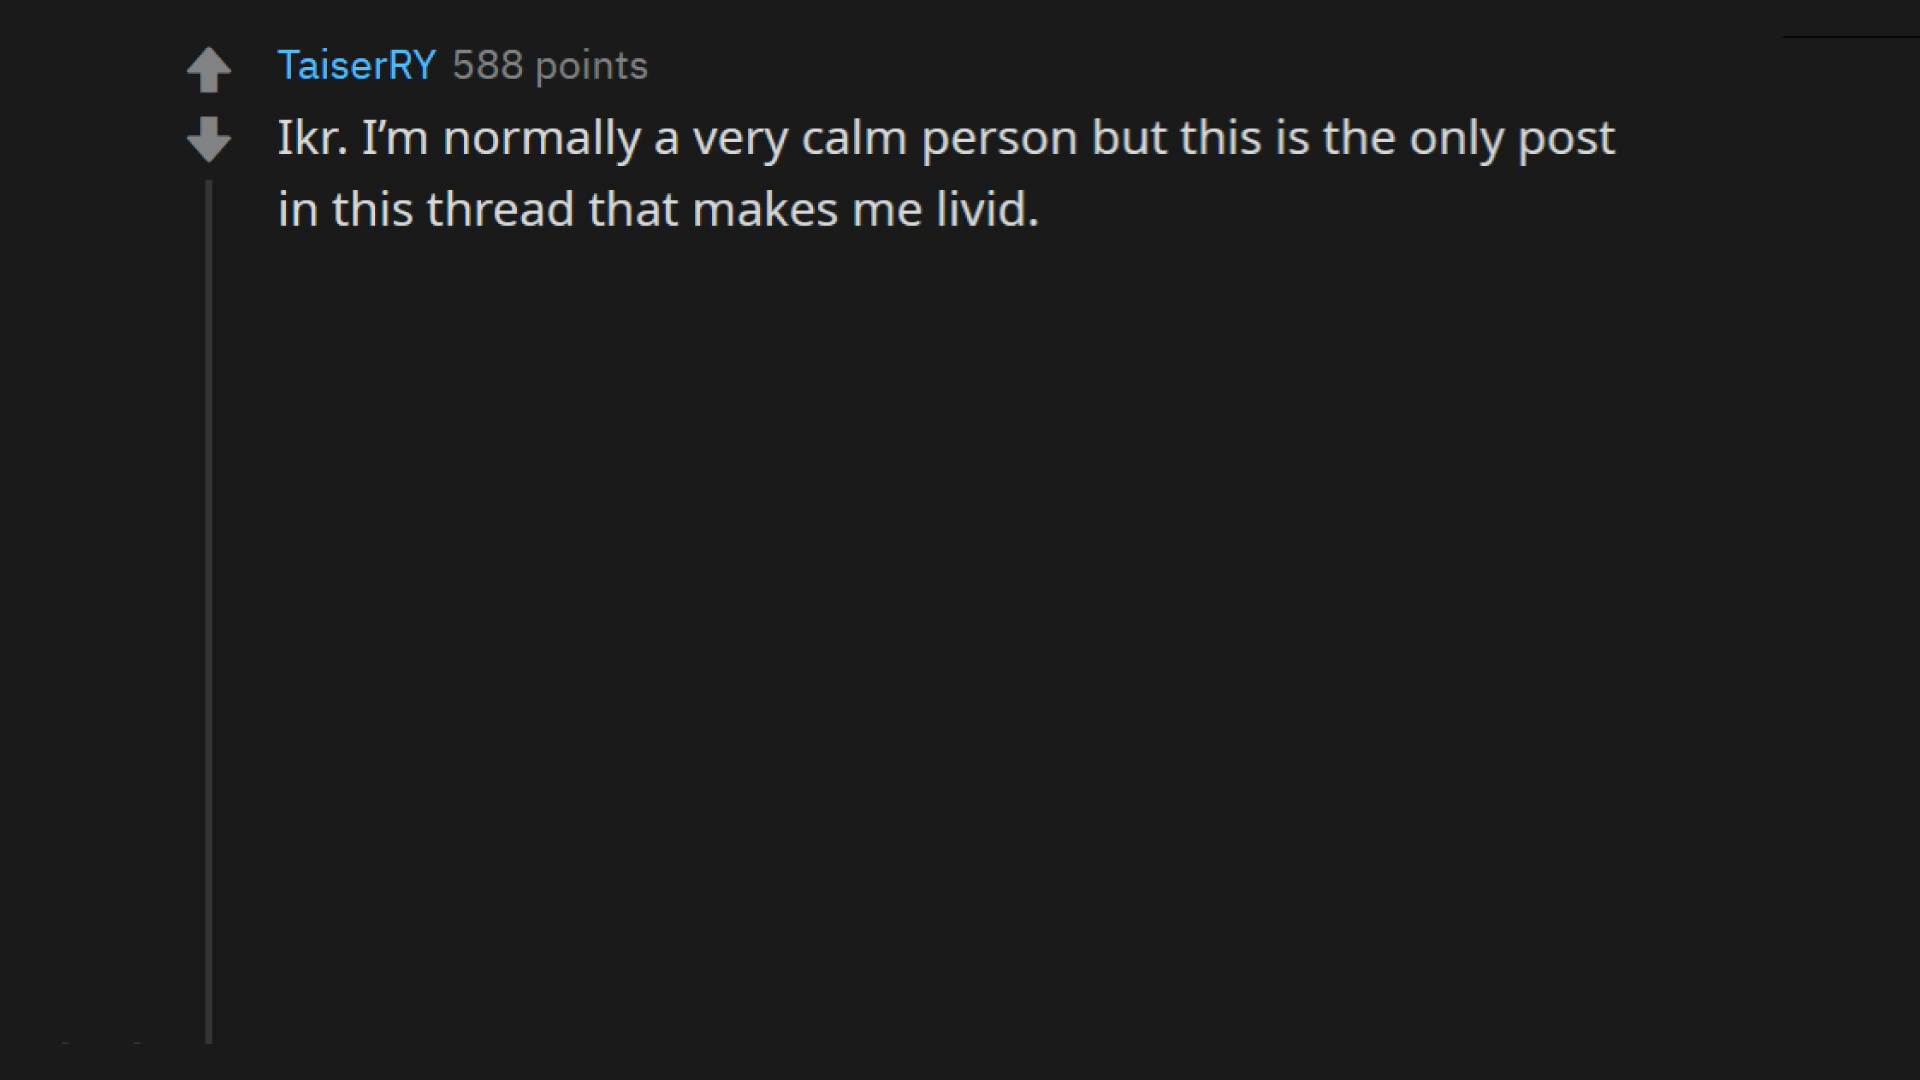 TaiserRY 588 points
Ikr. I’m normally a very calm person but this is the only post
in this thread that makes me livid.